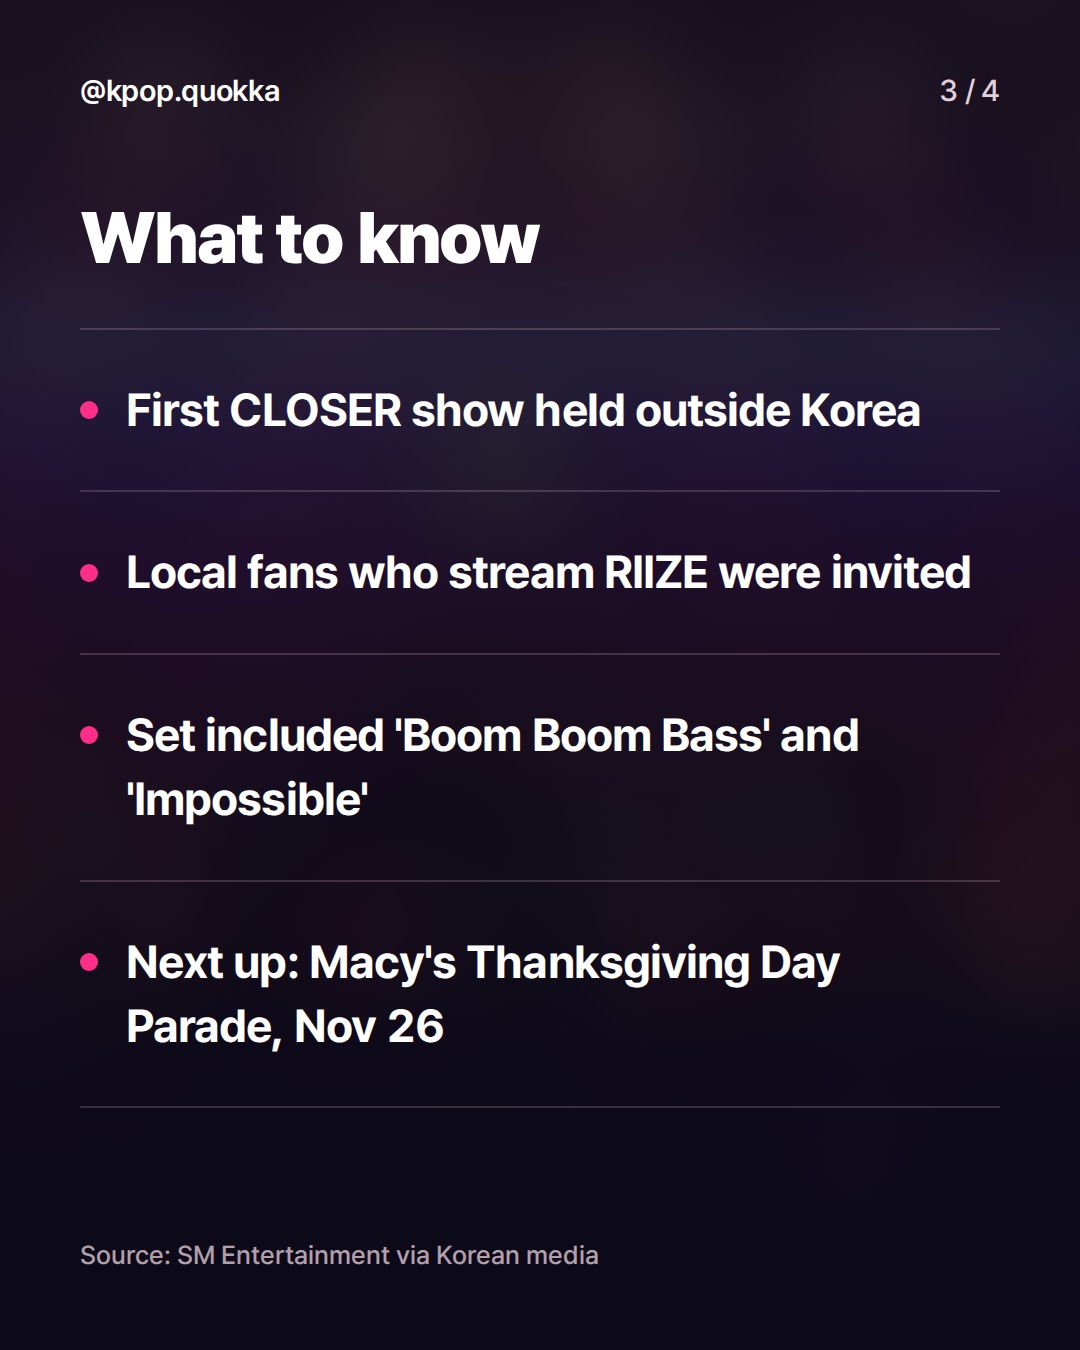 @kpop.quokka
3 / 4
What to know
First CLOSER show held outside Korea
Local fans who stream RIIZE were invited
Set included 'Boom Boom Bass' and
'Impossible'
Next up: Macy's Thanksgiving Day
Parade, Nov 26
Source: SM Entertainment via Korean media